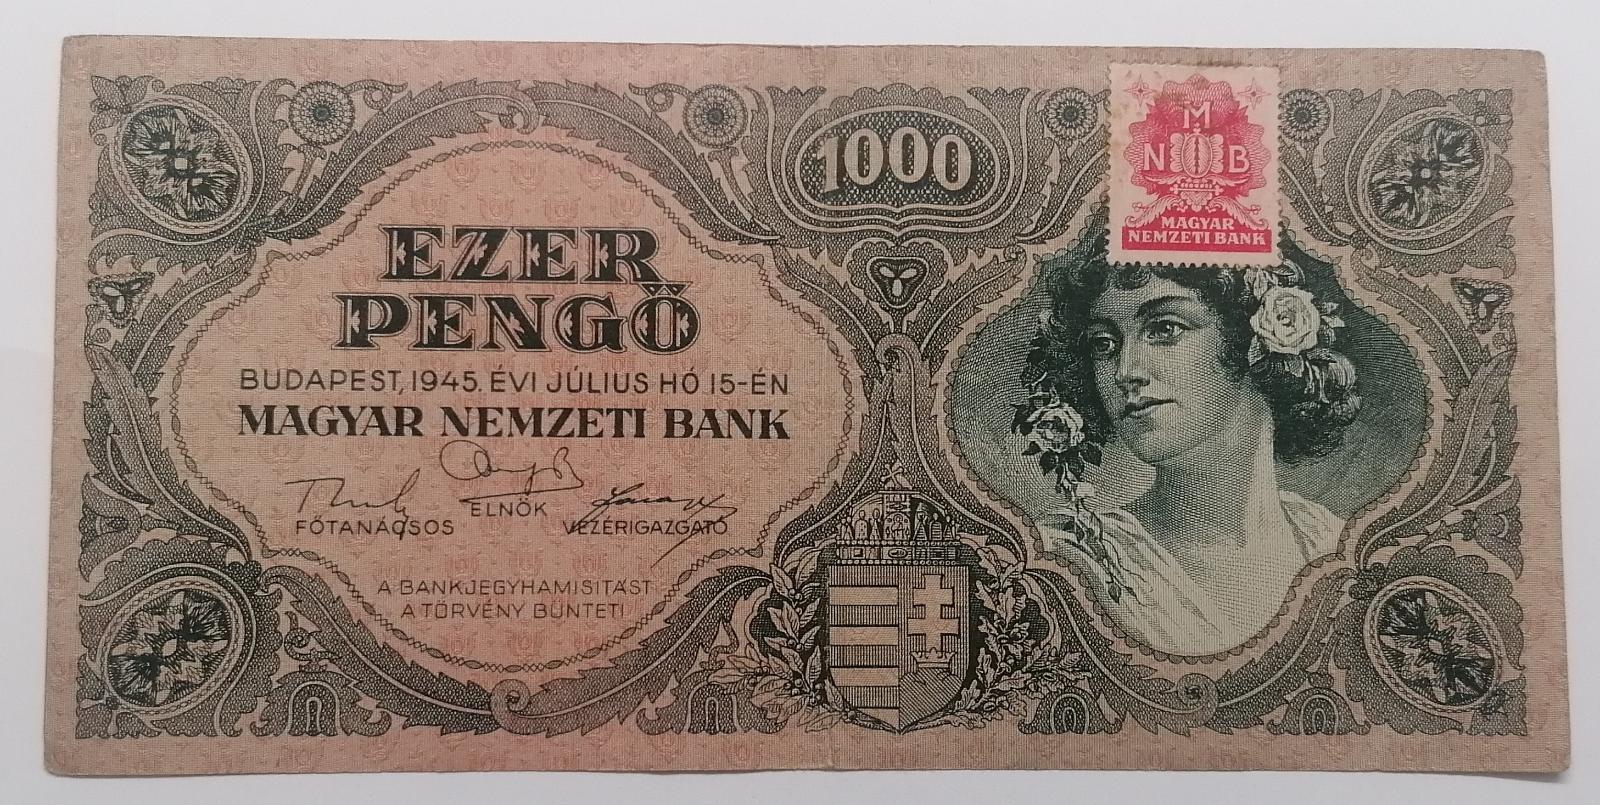 1000
M
N B
MAGYAR
NEMZETI BANK
EZER
PENGŐ
BUDAPEST, 1945. ÉVI JÚLIUS HÓ 15-ÉN
MAGYAR NEMZETI BANK
FŐTANÁCSOS
ELNÖK
VEZÉRIGAZGATÓ
A BANKJEGYHAMISITÁST
A TÖRVÉNY BÜNTETI